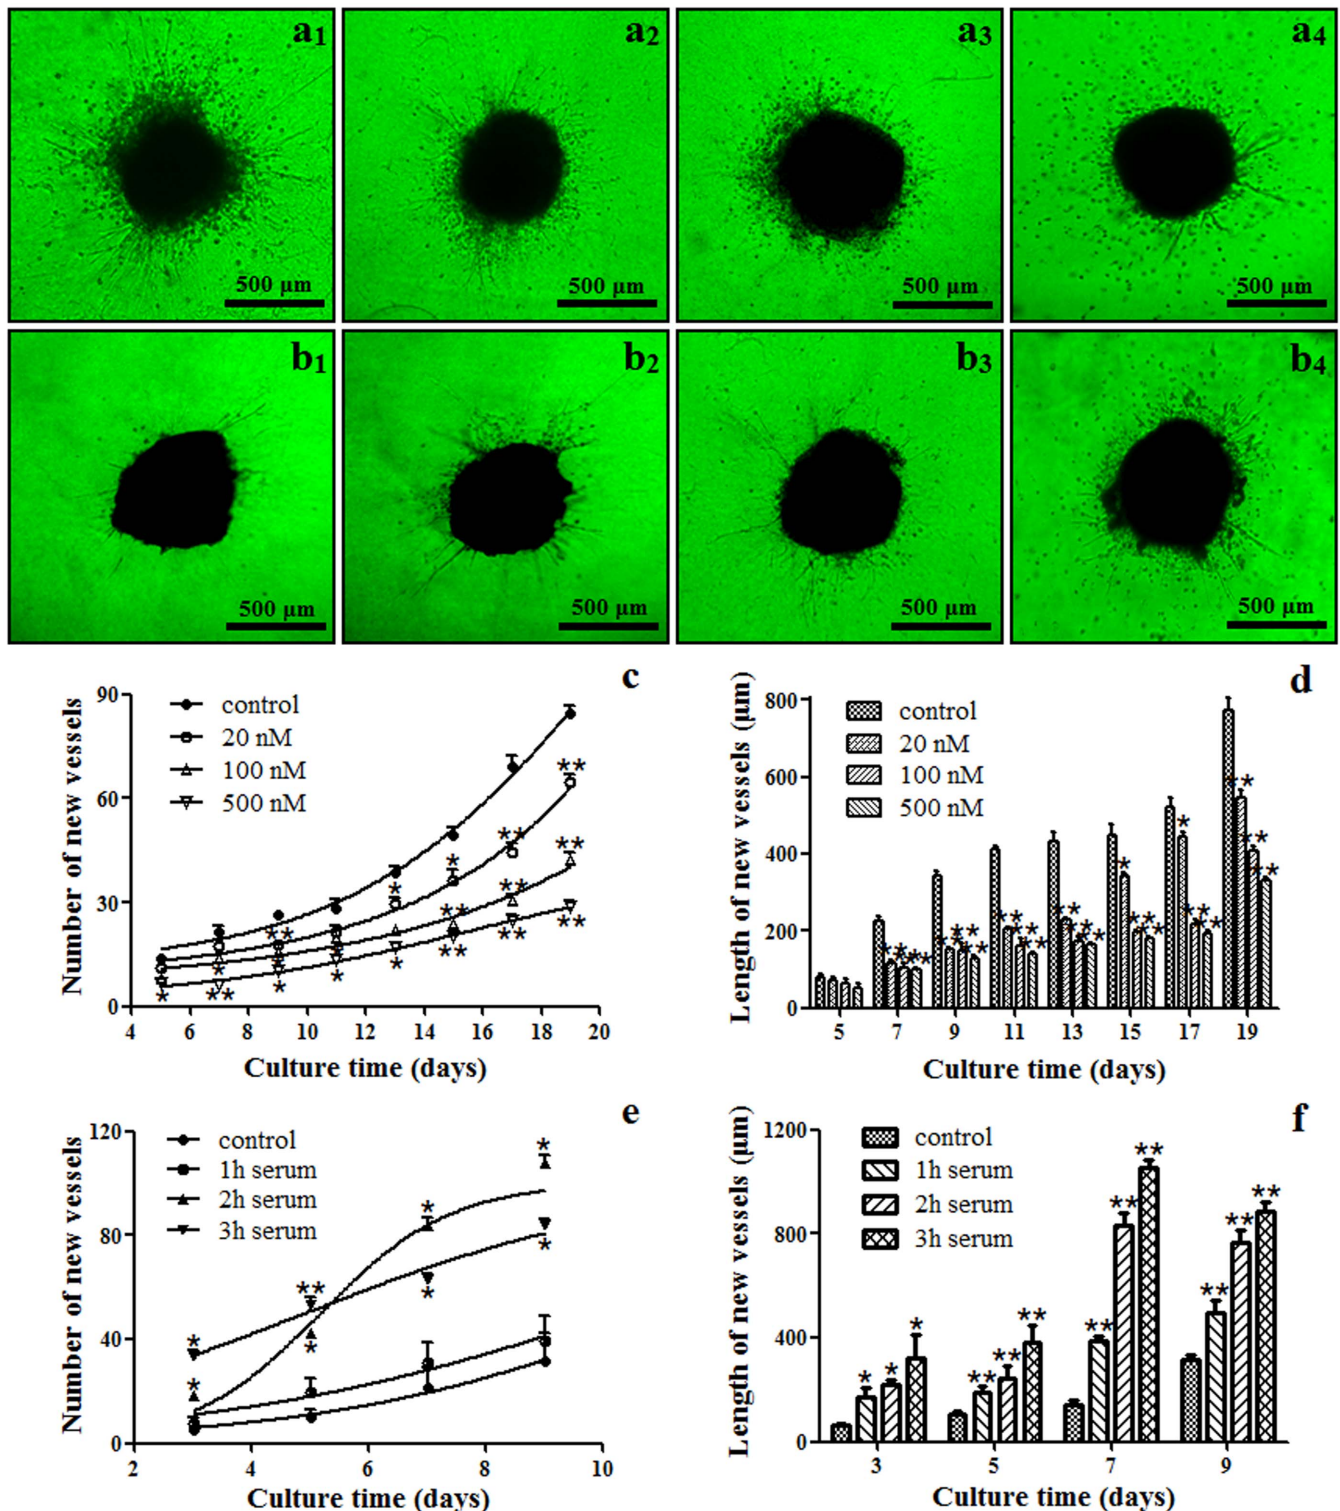 a1
a2
a3
a4
500 µm
500 µm
500 µm
500 µm
b1
b2
b3
b4
500 µm
500 µm
500 µm
500 µm
c
Number of new vessels
90
60
30
0
control
20 nM
100 nM
500 nM
**
**
**
**
*
*
**
**
**
*
*
*
*
**
*
**
**
**
4 6 8 10 12 14 16 18 20
Culture time (days)
d
Length of new vessels (µm)
800
600
400
200
0
control
20 nM
100 nM
500 nM
5 7 9 11 13 15 17 19
Culture time (days)
e
Number of new vessels
120
80
40
0
control
1h serum
2h serum
3h serum
*
*
**
*
*
*
*
*
2 4 6 8 10
Culture time (days)
f
Length of new vessels (µm)
1200
800
400
0
control
1h serum
2h serum
3h serum
* * *
** ** **
** ** **
** ** **
3 5 7 9
Culture time (days)